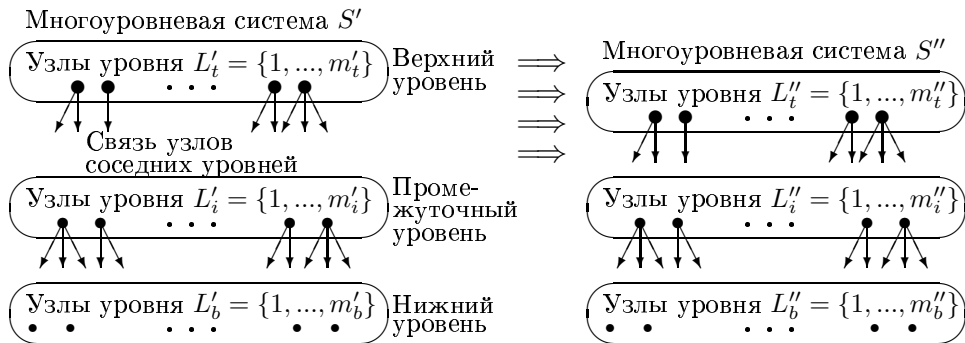 Многоуровневая система S′
Узлы уровня L′_t = {1, ..., m′_t}
Верхний
уровень
Связь узлов
соседних уровней
Узлы уровня L′_i = {1, ..., m′_i}
Проме-
жуточный
уровень
Узлы уровня L′_b = {1, ..., m′_b}
Нижний
уровень
⟹
⟹
⟹
⟹
Многоуровневая система S″
Узлы уровня L″_t = {1, ..., m″_t}
Узлы уровня L″_i = {1, ..., m″_i}
Узлы уровня L″_b = {1, ..., m″_b}